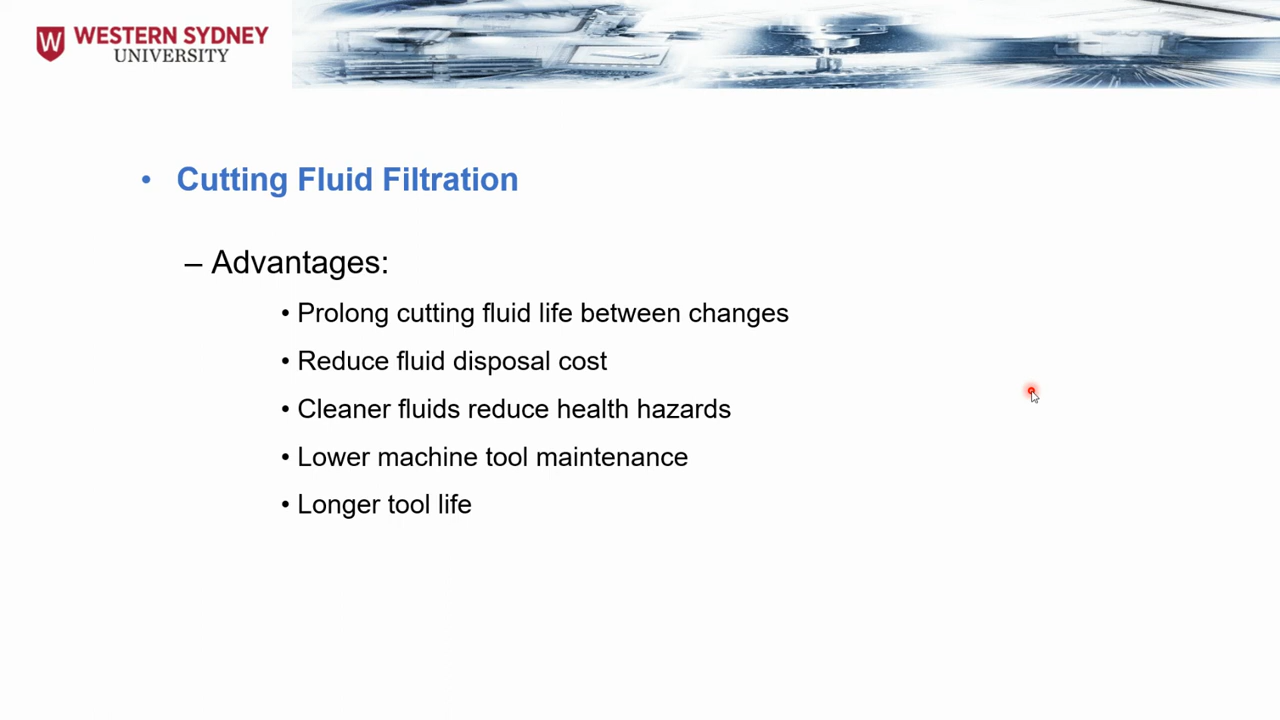 W WESTERN SYDNEY
UNIVERSITY
• Cutting Fluid Filtration
– Advantages:
• Prolong cutting fluid life between changes
• Reduce fluid disposal cost
• Cleaner fluids reduce health hazards
• Lower machine tool maintenance
• Longer tool life